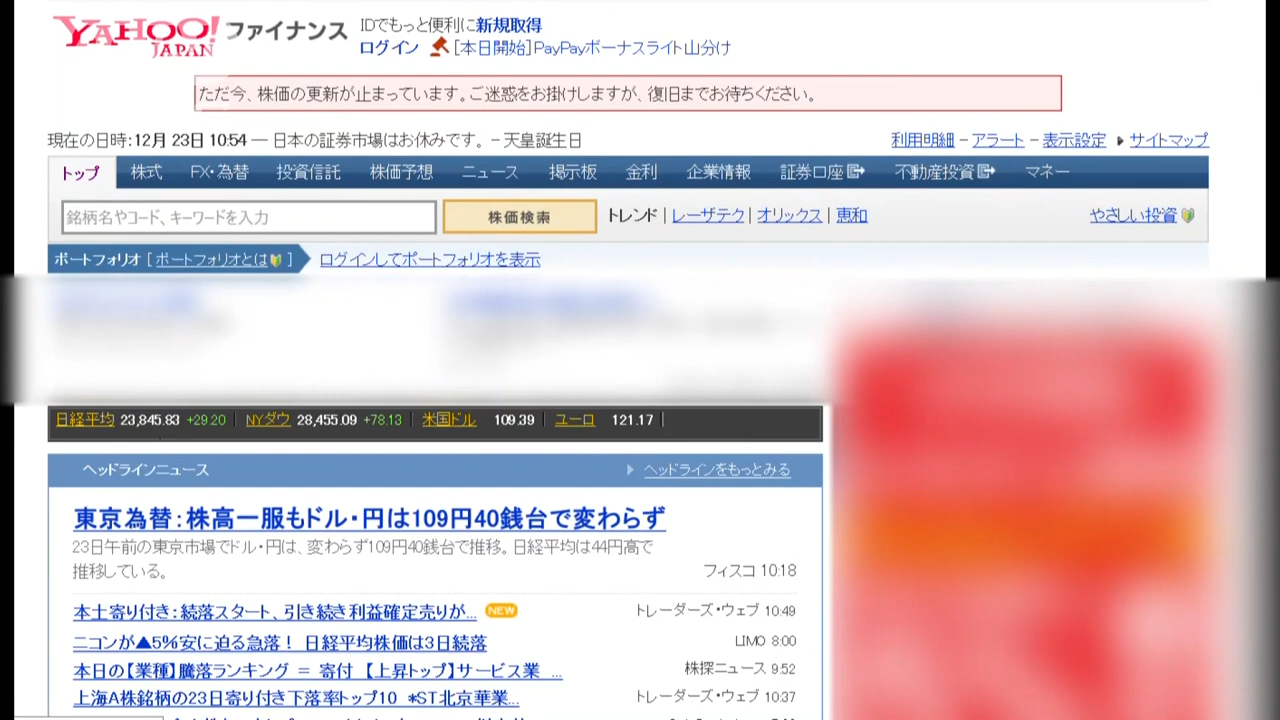 YAHOO! JAPAN ファイナンス
IDでもっと便利に新規取得
ログイン [本日開始]PayPayボーナスライト山分け
ただ今、株価の更新が止まっています。ご迷惑をお掛けしますが、復旧までお待ちください。
現在の日時:12月 23日 10:54 ― 日本の証券市場はお休みです。 － 天皇誕生日
利用明細 － アラート － 表示設定 サイトマップ
トップ 株式 FX・為替 投資信託 株価予想 ニュース 掲示板 金利 企業情報 証券口座 不動産投資 マネー
銘柄名やコード、キーワードを入力 株価検索 トレンド | レーザテク | オリックス | 恵和 やさしい投資
ポートフォリオ [ ポートフォリオとは ] ログインしてポートフォリオを表示
日経平均 23,845.83 +29.20 | NYダウ 28,455.09 +78.13 | 米国ドル 109.39 | ユーロ 121.17 |
ヘッドラインニュース ヘッドラインをもっとみる
東京為替:株高一服もドル・円は109円40銭台で変わらず
23日午前の東京市場でドル・円は、変わらず109円40銭台で推移。日経平均は44円高で
推移している。 フィスコ 10:18
本土寄り付き:続落スタート、引き続き利益確定売りが... NEW トレーダーズ・ウェブ 10:49
ニコンが▲5%安に迫る急落！ 日経平均株価は3日続落 LIMO 8:00
本日の【業種】騰落ランキング ＝ 寄付 【上昇トップ】サービス業 ... 株探ニュース 9:52
上海A株銘柄の23日寄り付き下落率トップ10 *ST北京華業... トレーダーズ・ウェブ 10:37